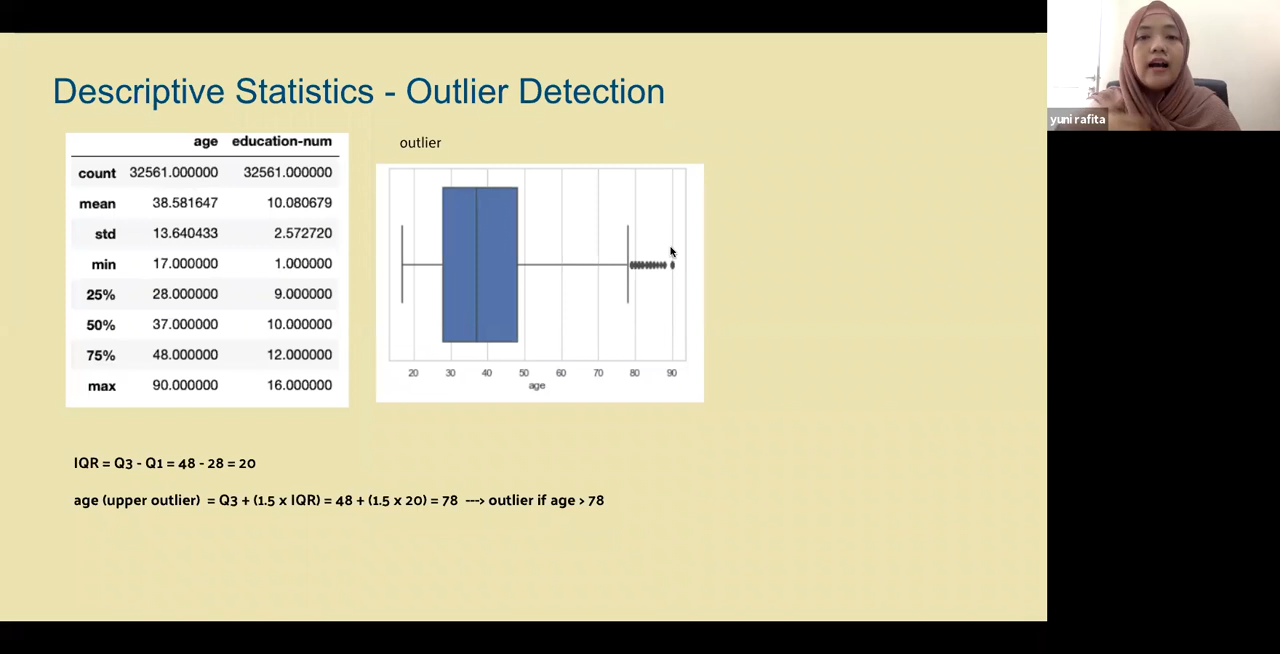 Descriptive Statistics - Outlier Detection
age education-num
count 32561.000000 32561.000000
mean 38.581647 10.080679
std 13.640433 2.572720
min 17.000000 1.000000
25% 28.000000 9.000000
50% 37.000000 10.000000
75% 48.000000 12.000000
max 90.000000 16.000000
outlier
20 30 40 50 60 70 80 90
age
IQR = Q3 - Q1 = 48 - 28 = 20
age (upper outlier) = Q3 + (1.5 x IQR) = 48 + (1.5 x 20) = 78 ---> outlier if age > 78
yuni rafita